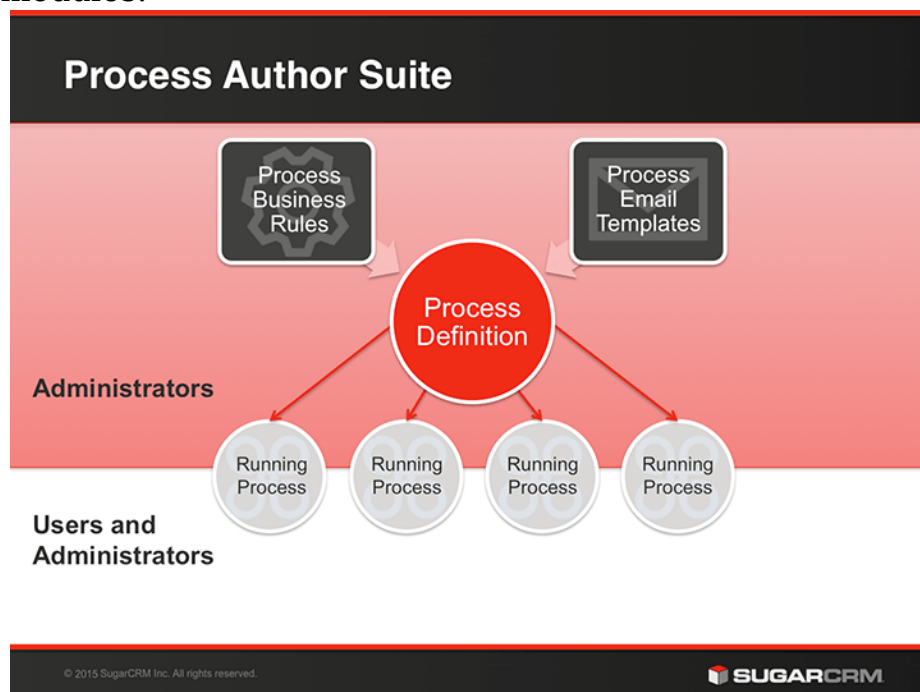 modules.
Process Author Suite
Process
Business
Rules
Process
Email
Templates
Process
Definition
Administrators
Running
Process
Running
Process
Running
Process
Running
Process
Users and
Administrators
© 2015 SugarCRM Inc. All rights reserved.
SUGARCRM